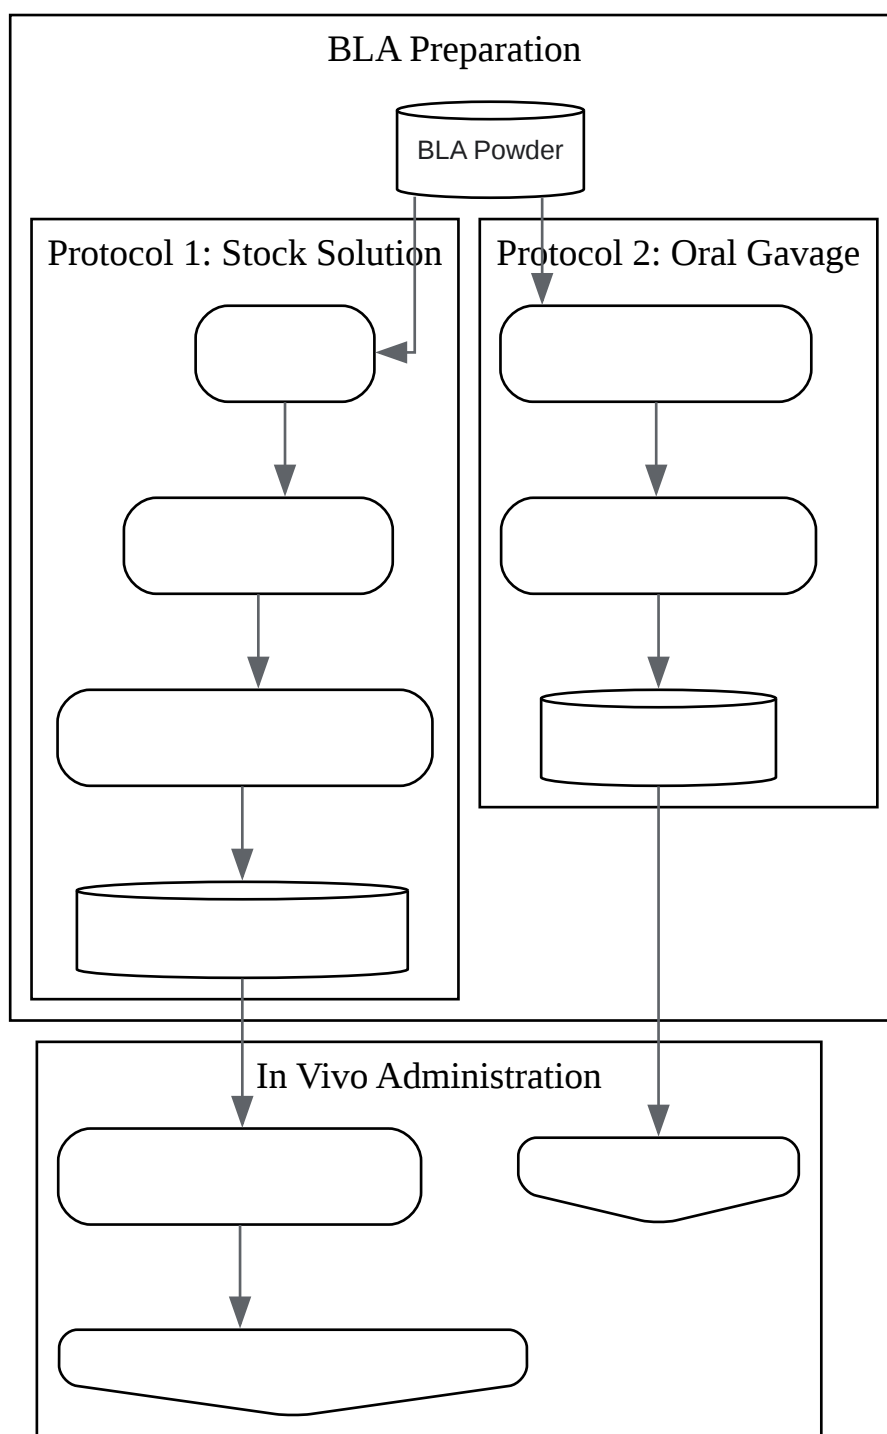 BLA Preparation
BLA Powder
Protocol 1: Stock Solution
Protocol 2: Oral Gavage
In Vivo Administration